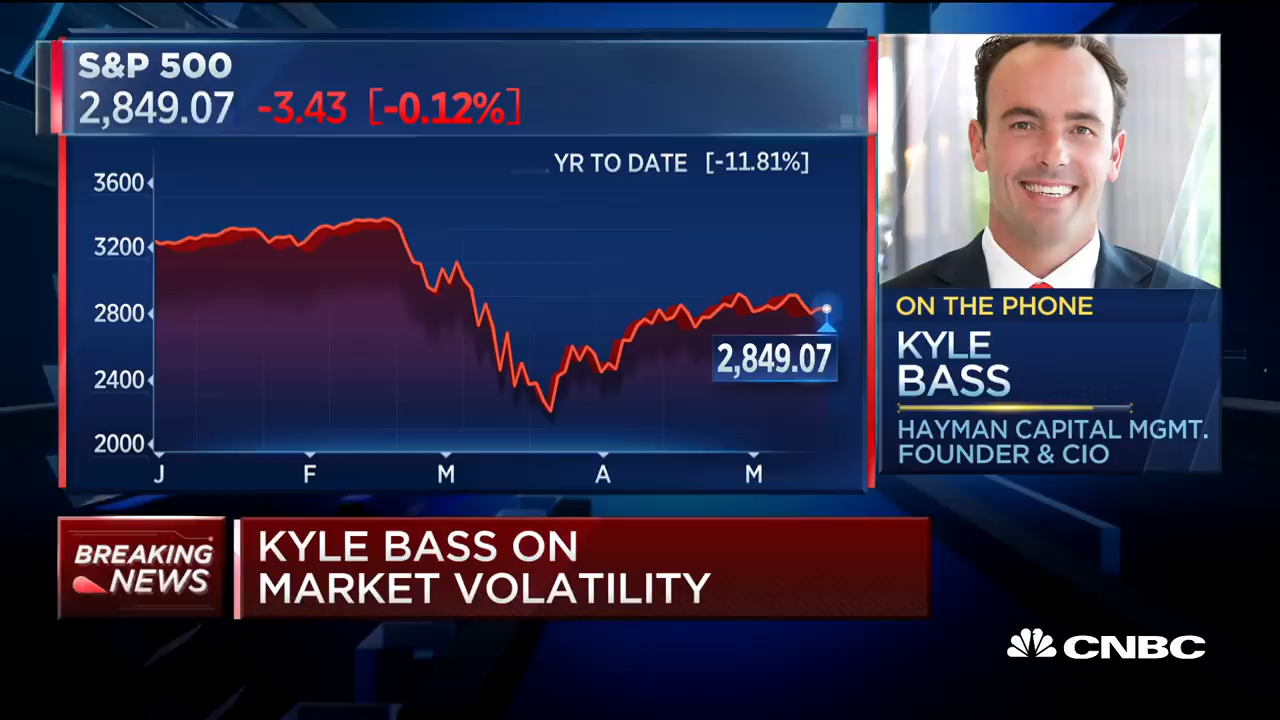 S&P 500
2,849.07 -3.43 [-0.12%]
YR TO DATE [-11.81%]
3600
3200
2800
2400
2000
2,849.07
J F M A M
ON THE PHONE
KYLE
BASS
HAYMAN CAPITAL MGMT.
FOUNDER & CIO
BREAKING
NEWS
KYLE BASS ON
MARKET VOLATILITY
CNBC